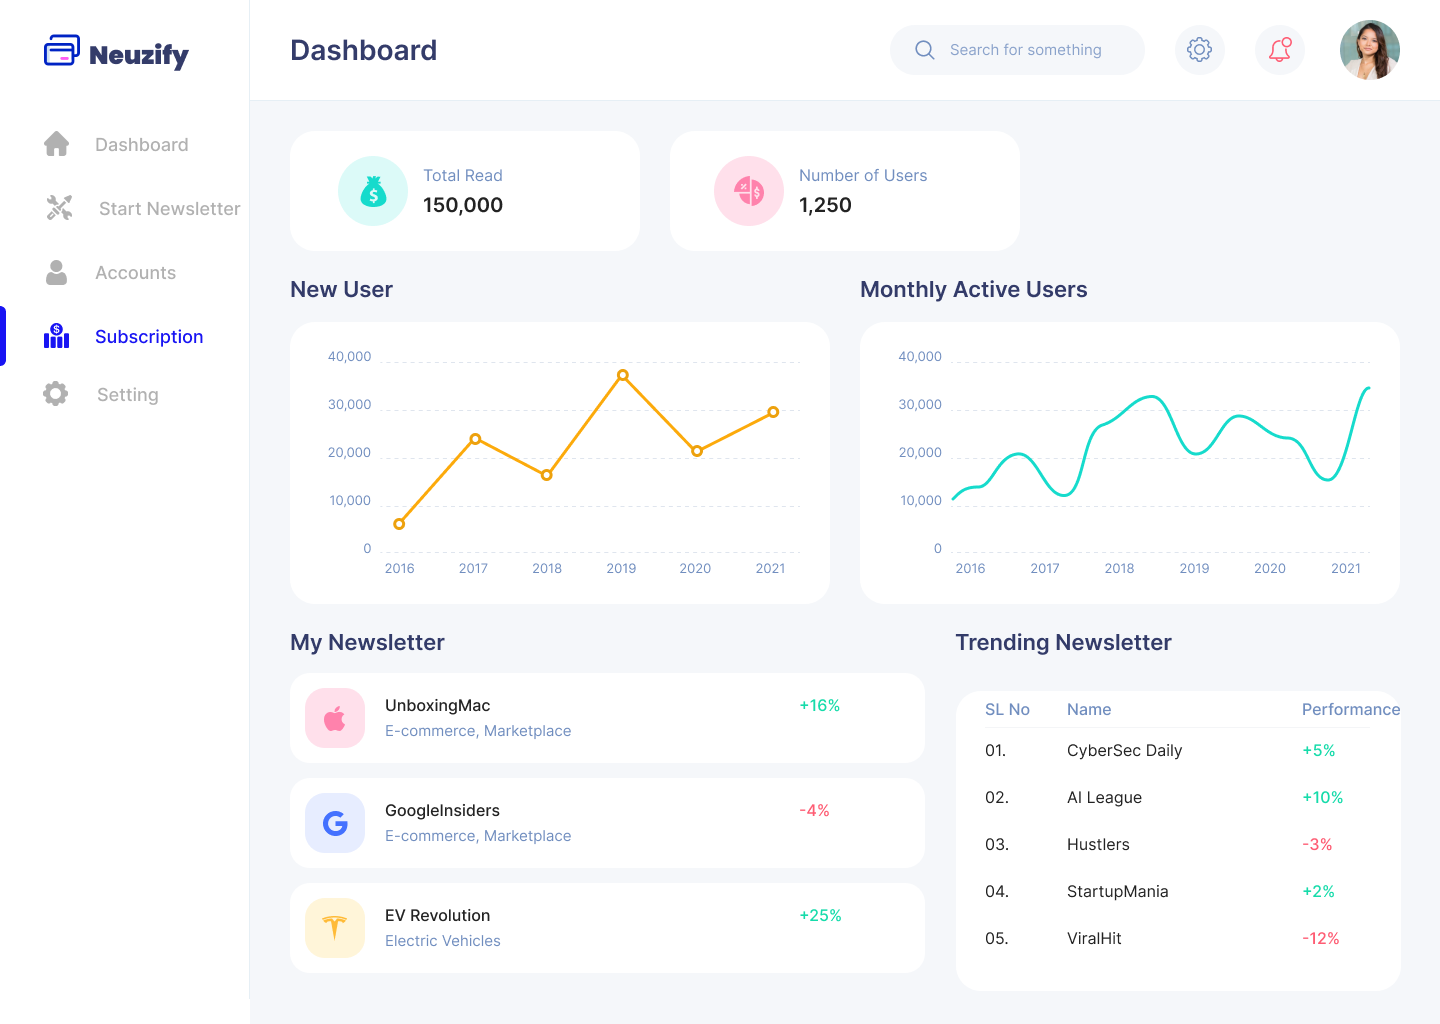 Neuzify
Dashboard
Start Newsletter
Accounts
Subscription
Setting
Dashboard
Search for something
Total Read
150,000
Number of Users
1,250
New User
40,000
30,000
20,000
10,000
0
2016 2017 2018 2019 2020 2021
Monthly Active Users
40,000
30,000
20,000
10,000
0
2016 2017 2018 2019 2020 2021
My Newsletter
UnboxingMac +16%
E-commerce, Marketplace
GoogleInsiders -4%
E-commerce, Marketplace
EV Revolution +25%
Electric Vehicles
Trending Newsletter
SL No Name Performance
01. CyberSec Daily +5%
02. AI League +10%
03. Hustlers -3%
04. StartupMania +2%
05. ViralHit -12%